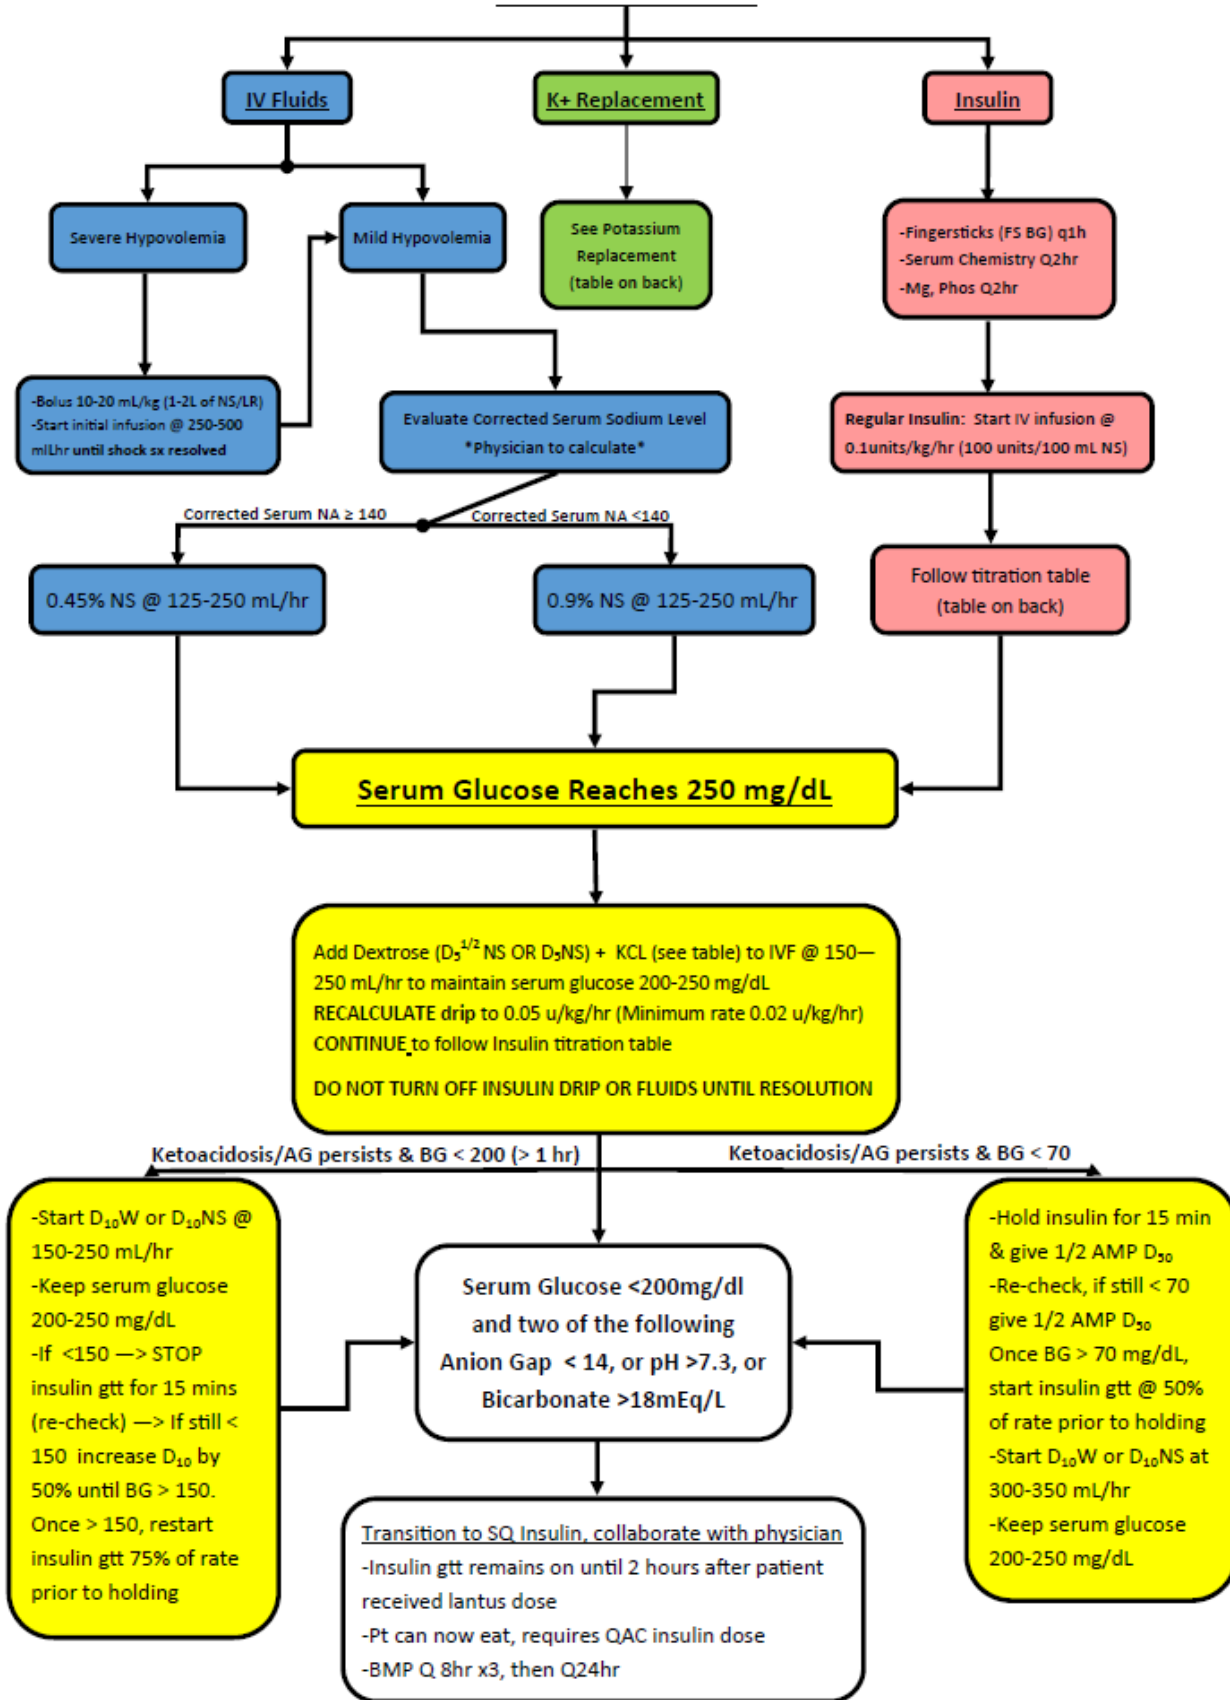 IV Fluids
K+ Replacement
Insulin
Severe Hypovolemia
Mild Hypovolemia
See Potassium
Replacement
(table on back)
-Fingersticks (FS BG) q1h
-Serum Chemistry Q2hr
-Mg, Phos Q2hr
-Bolus 10-20 mL/kg (1-2L of NS/LR)
-Start initial infusion @ 250-500
mlLhr until shock sx resolved
Evaluate Corrected Serum Sodium Level
*Physician to calculate*
Regular Insulin: Start IV infusion @
0.1units/kg/hr (100 units/100 mL NS)
Corrected Serum NA ≥ 140
Corrected Serum NA <140
0.45% NS @ 125-250 mL/hr
0.9% NS @ 125-250 mL/hr
Follow titration table
(table on back)
Serum Glucose Reaches 250 mg/dL
Add Dextrose (D₅¹/² NS OR D₅NS) + KCL (see table) to IVF @ 150—
250 mL/hr to maintain serum glucose 200-250 mg/dL
RECALCULATE drip to 0.05 u/kg/hr (Minimum rate 0.02 u/kg/hr)
CONTINUE to follow Insulin titration table
DO NOT TURN OFF INSULIN DRIP OR FLUIDS UNTIL RESOLUTION
Ketoacidosis/AG persists & BG < 200 (> 1 hr)
Ketoacidosis/AG persists & BG < 70
-Start D₁₀W or D₁₀NS @
150-250 mL/hr
-Keep serum glucose
200-250 mg/dL
-If <150 —> STOP
insulin gtt for 15 mins
(re-check) —> If still <
150 increase D₁₀ by
50% until BG > 150.
Once > 150, restart
insulin gtt 75% of rate
prior to holding
Serum Glucose <200mg/dl
and two of the following
Anion Gap < 14, or pH >7.3, or
Bicarbonate >18mEq/L
-Hold insulin for 15 min
& give 1/2 AMP D₅₀
-Re-check, if still < 70
give 1/2 AMP D₅₀
Once BG > 70 mg/dL,
start insulin gtt @ 50%
of rate prior to holding
-Start D₁₀W or D₁₀NS at
300-350 mL/hr
-Keep serum glucose
200-250 mg/dL
Transition to SQ Insulin, collaborate with physician
-Insulin gtt remains on until 2 hours after patient
received lantus dose
-Pt can now eat, requires QAC insulin dose
-BMP Q 8hr x3, then Q24hr